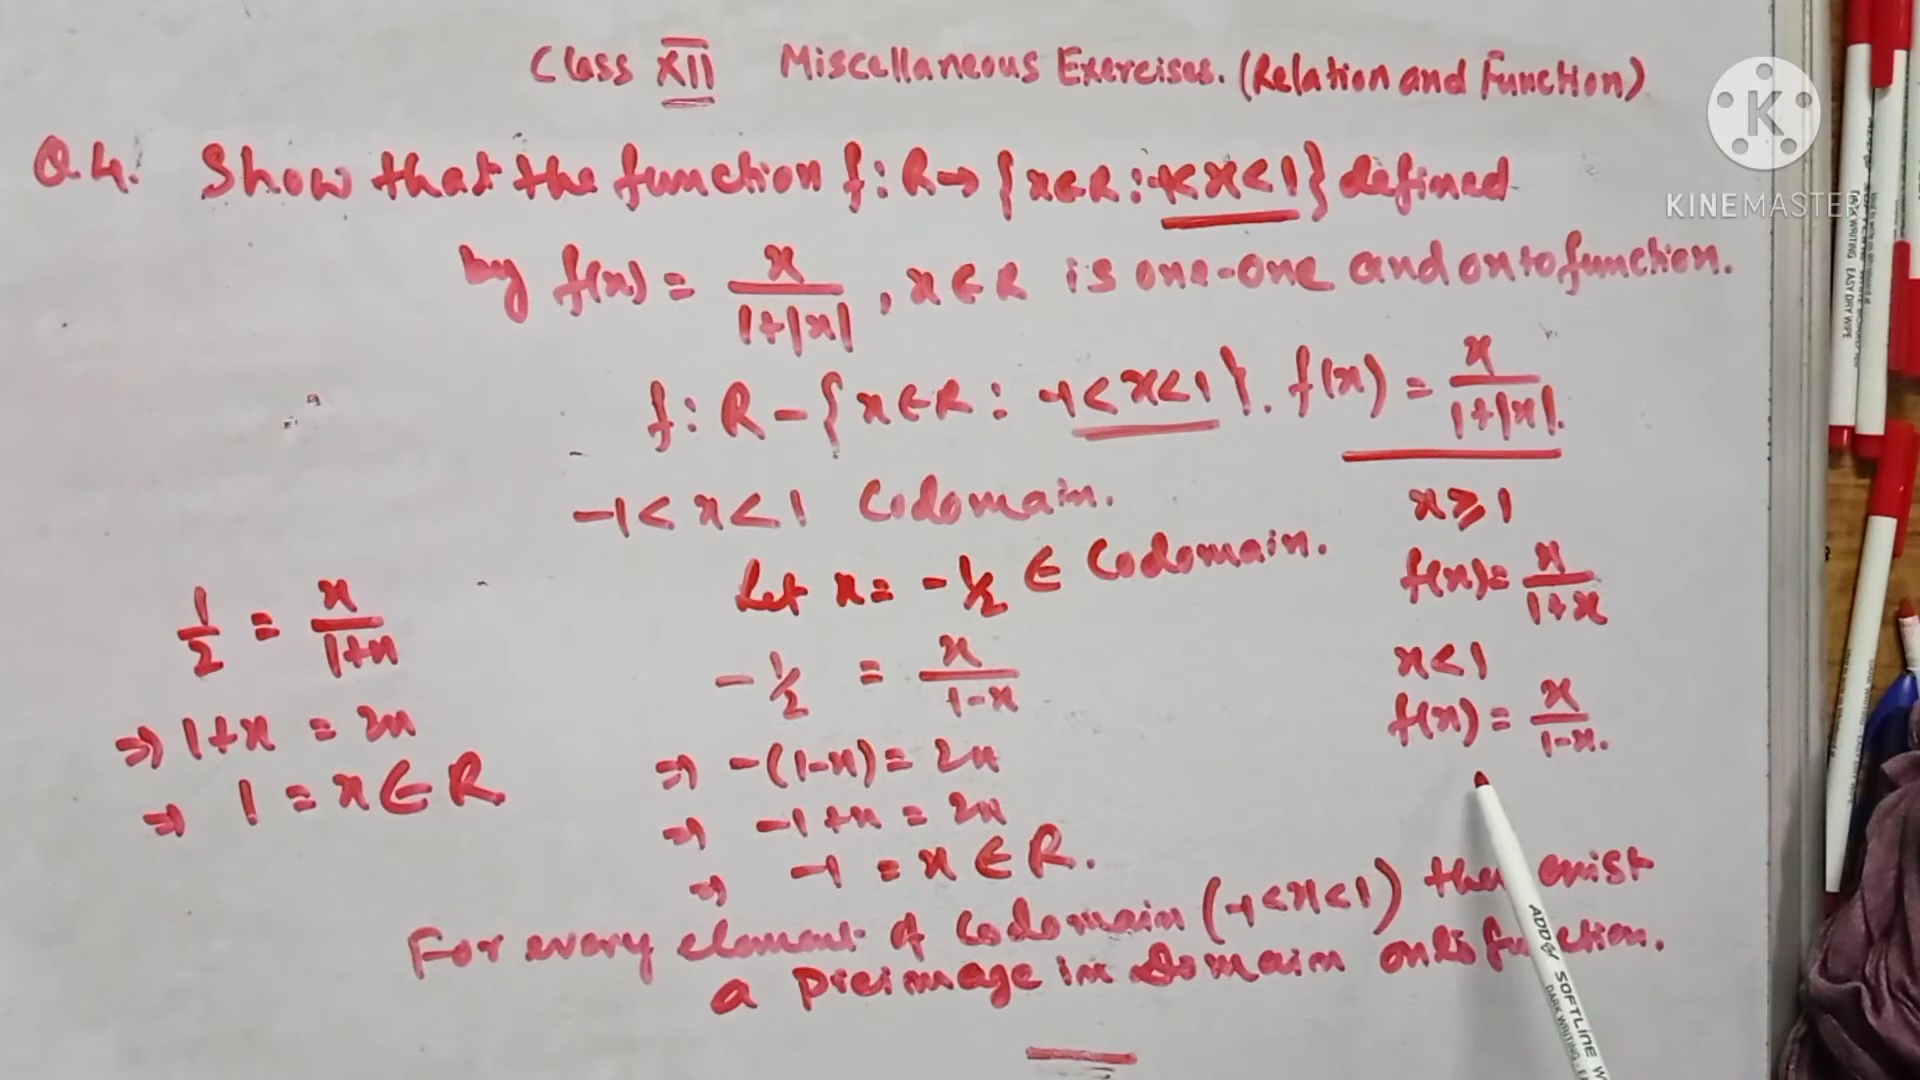 Class XII Miscellaneous Exercises. (Relation and Function)
Q.4. Show that the function f: R→{x∈R:-1<x<1} defined
by f(x) = x/(1+|x|), x∈R is one-one and onto function.
f: R-{x∈R: -1<x<1}. f(x) = x/(1+|x|).
-1<x<1 Codomain.
Let x = -1/2 ∈ Codomain.
-1/2 = x/(1-x)
⇒ -(1-x) = 2x
⇒ -1+x = 2x
⇒ -1 = x ∈ R.
1/2 = x/(1+x)
⇒ 1+x = 2x
⇒ 1 = x ∈ R
x ≥ 1
f(x) = x/(1+x)
x < 1
f(x) = x/(1-x).
For every element of Codomain (-1<x<1) exist
a preimage in Domain onto function.
K
KINEMASTER
ADD SOFTLINE